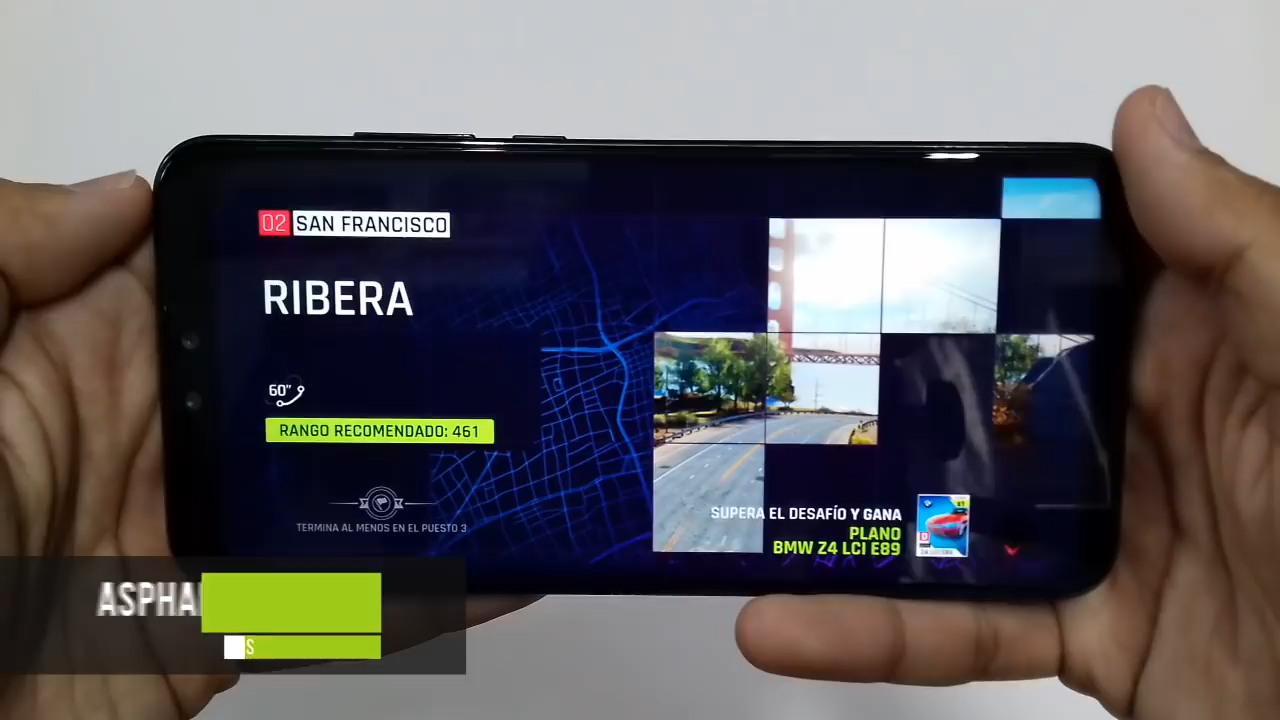 02 SAN FRANCISCO
RIBERA
60"
RANGO RECOMENDADO: 461
TERMINA AL MENOS EN EL PUESTO 3
SUPERA EL DESAFÍO Y GANA
PLANO
BMW Z4 LCI E89
D
ASPHA
S